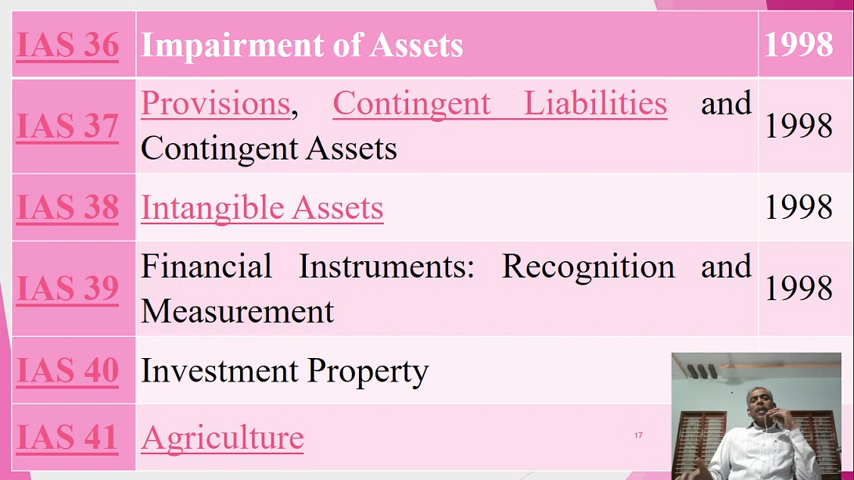 IAS 36 Impairment of Assets 1998
IAS 37 Provisions, Contingent Liabilities and
Contingent Assets 1998
IAS 38 Intangible Assets 1998
IAS 39 Financial Instruments: Recognition and
Measurement 1998
IAS 40 Investment Property
IAS 41 Agriculture
17